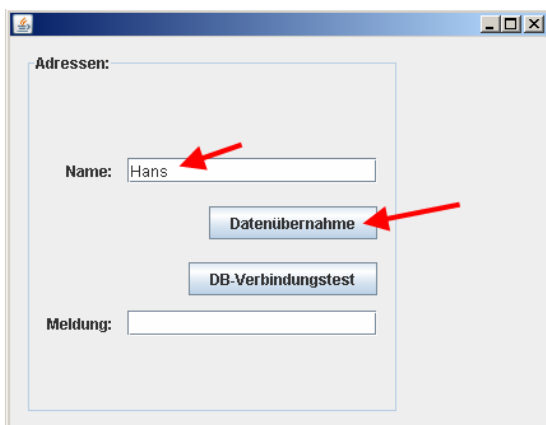 Adressen:
Name: Hans
Datenübernahme
DB-Verbindungstest
Meldung: